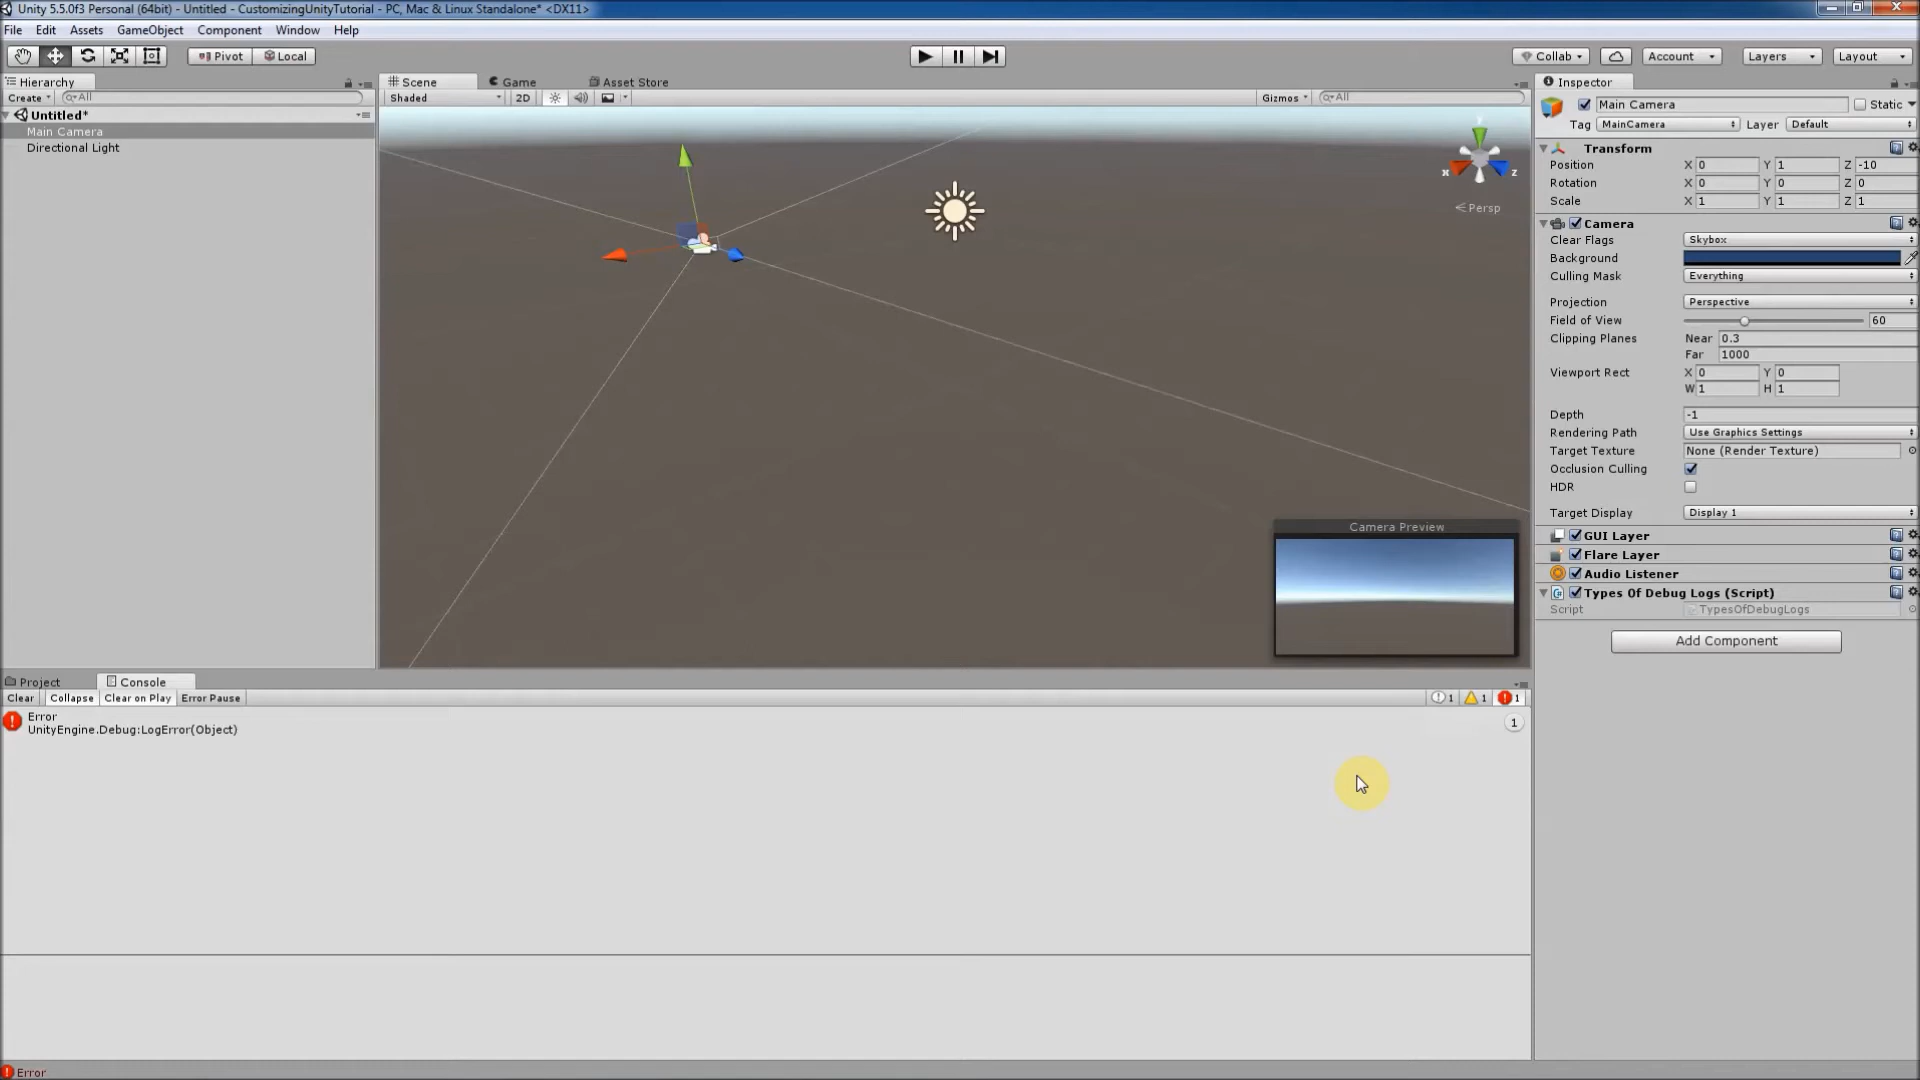 Unity 5.5.0f3 Personal (64bit) - Untitled - CustomizingUnityTutorial - PC, Mac & Linux Standalone* <DX11>
File Edit Assets GameObject Component Window Help
Pivot Local Collab Account Layers Layout
Hierarchy Scene Game Asset Store Inspector
Create All Shaded 2D Gizmos All
Main Camera Static
Untitled*
Tag MainCamera Layer Default
Main Camera
Directional Light
Transform
Position X 0 Y 1 Z -10
Rotation X 0 Y 0 Z 0
Scale X 1 Y 1 Z 1
x z
Persp
Camera
Clear Flags Skybox
Background
Culling Mask Everything
Projection Perspective
Field of View 60
Clipping Planes Near 0.3
Far 1000
Viewport Rect X 0 Y 0
W 1 H 1
Depth -1
Rendering Path Use Graphics Settings
Target Texture None (Render Texture)
Occlusion Culling
HDR
Target Display Display 1
Camera Preview
GUI Layer
Flare Layer
Audio Listener
Types Of Debug Logs (Script)
Script TypesOfDebugLogs
Add Component
Project Console
Clear Collapse Clear on Play Error Pause 1 1 1
Error
UnityEngine.Debug:LogError(Object) 1
Error